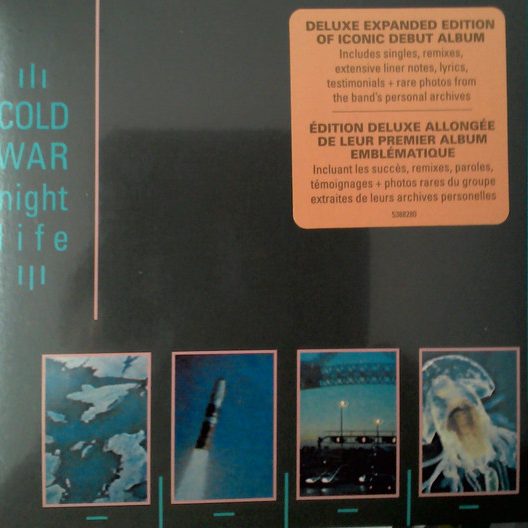 COLD
WAR
night
life
DELUXE EXPANDED EDITION
OF ICONIC DEBUT ALBUM
Includes singles, remixes,
extensive liner notes, lyrics,
testimonials + rare photos from
the band's personal archives
ÉDITION DELUXE ALLONGÉE
DE LEUR PREMIER ALBUM
EMBLÉMATIQUE
Incluant les succès, remixes, paroles,
témoignages + photos rares du groupe
extraites de leurs archives personelles
5388280